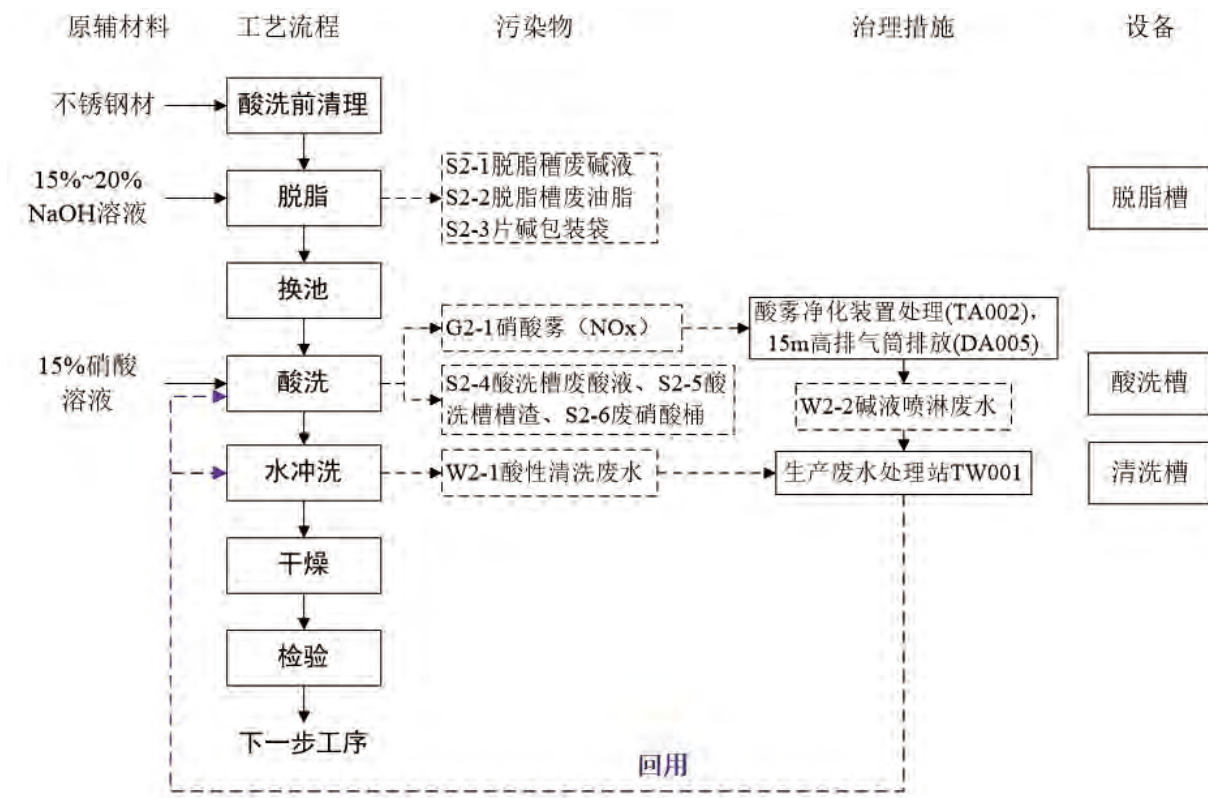 原辅材料 工艺流程 污染物 治理措施 设备
不锈钢材
酸洗前清理
15%~20%
NaOH溶液
脱脂
S2-1脱脂槽废碱液
S2-2脱脂槽废油脂
S2-3片碱包装袋
脱脂槽
换池
G2-1硝酸雾（NOx）
酸雾净化装置处理(TA002),
15m高排气筒排放(DA005)
15%硝酸
溶液
酸洗
S2-4酸洗槽废酸液、S2-5酸
洗槽槽渣、S2-6废硝酸桶
W2-2碱液喷淋废水
酸洗槽
水冲洗
W2-1酸性清洗废水
生产废水处理站TW001
清洗槽
干燥
检验
下一步工序
回用